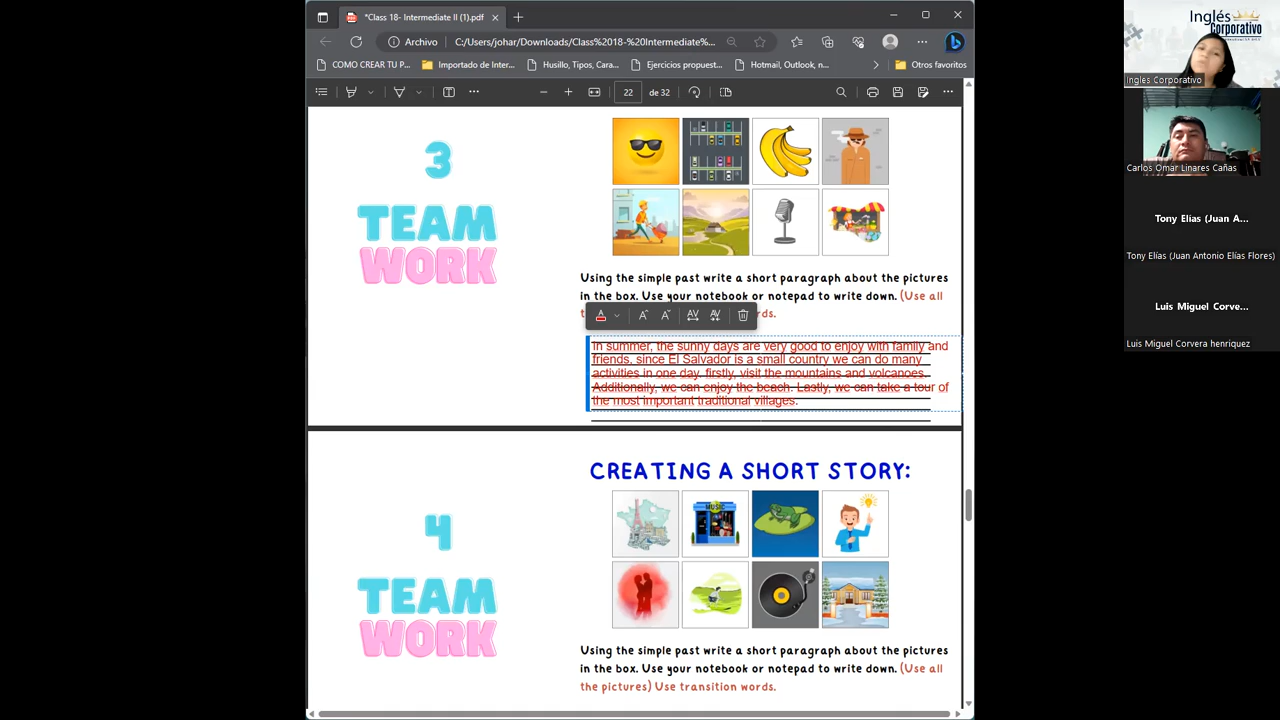 *Class 18- Intermediate II (1).pdf
Archivo
C:/Users/johar/Downloads/Class%2018-%20Intermediate%...
COMO CREAR TU P...
Importado de Inter...
Husillo, Tipos, Cara...
Ejercicios propuest...
Hotmail, Outlook, n...
Otros favoritos
22 de 32
3
TEAM
WORK
Using the simple past write a short paragraph about the pictures
in the box. Use your notebook or notepad to write down. (Use all
In summer, the sunny days are very good to enjoy with family and
friends, since El Salvador is a small country we can do many
activities in one day, firstly, visit the mountains and volcanoes.
Additionally, we can enjoy the beach. Lastly, we can take a tour of
the most important traditional villages.
CREATING A SHORT STORY:
MUSIC
4
TEAM
WORK
Using the simple past write a short paragraph about the pictures
in the box. Use your notebook or notepad to write down. (Use all
the pictures) Use transition words.
Inglés
Corporativo
Ingles Corporativo
Carlos Omar Linares Cañas
Tony Elias (Juan A...
Tony Elías (Juan Antonio Elías Flores)
Luis Miguel Corve...
Luis Miguel Corvera henriquez